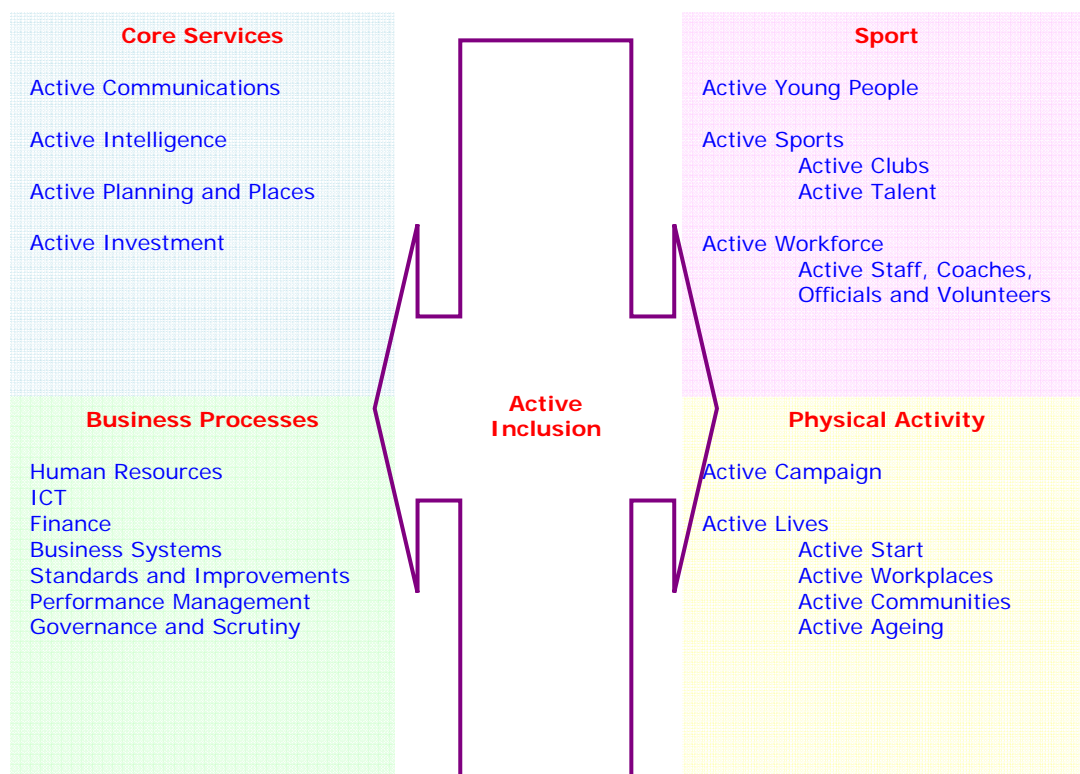 Core Services
Active Communications
Active Intelligence
Active Planning and Places
Active Investment
Sport
Active Young People
Active Sports
Active Clubs
Active Talent
Active Workforce
Active Staff, Coaches,
Officials and Volunteers
Active
Inclusion
Business Processes
Human Resources
ICT
Finance
Business Systems
Standards and Improvements
Performance Management
Governance and Scrutiny
Physical Activity
Active Campaign
Active Lives
Active Start
Active Workplaces
Active Communities
Active Ageing